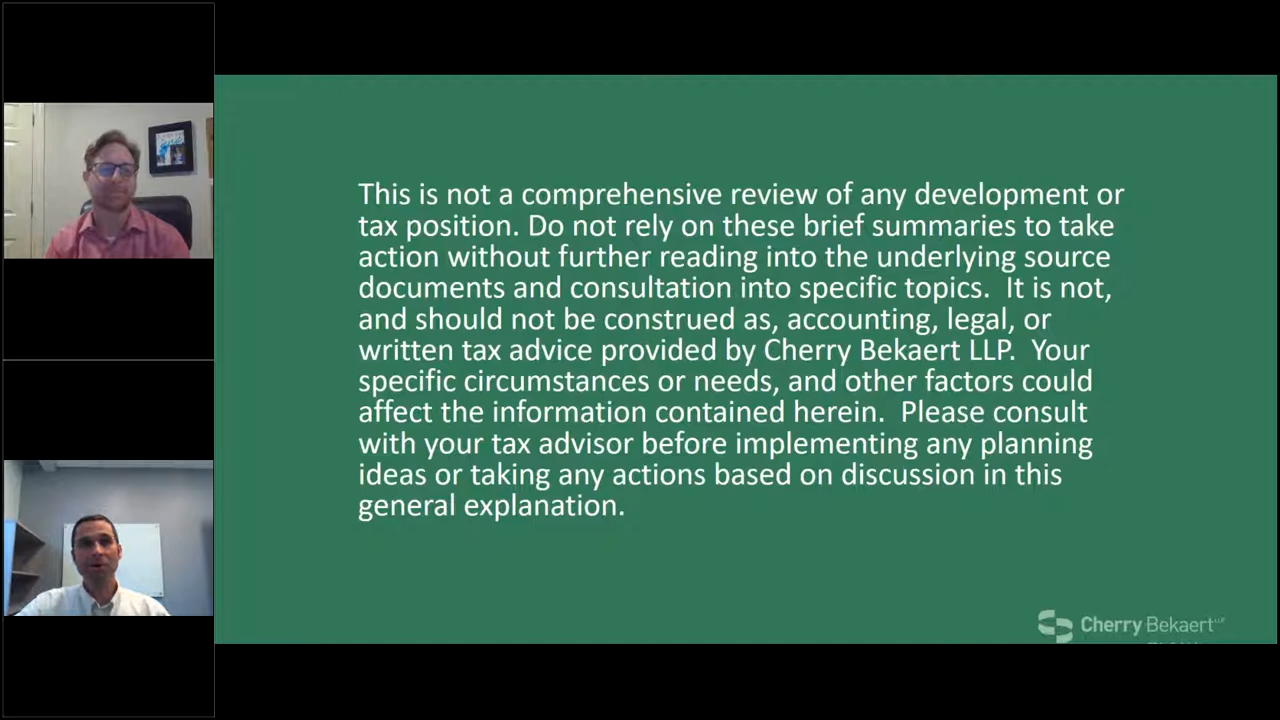 This is not a comprehensive review of any development or
tax position. Do not rely on these brief summaries to take
action without further reading into the underlying source
documents and consultation into specific topics.  It is not,
and should not be construed as, accounting, legal, or
written tax advice provided by Cherry Bekaert LLP.  Your
specific circumstances or needs, and other factors could
affect the information contained herein.  Please consult
with your tax advisor before implementing any planning
ideas or taking any actions based on discussion in this
general explanation.
Cherry Bekaert LLP